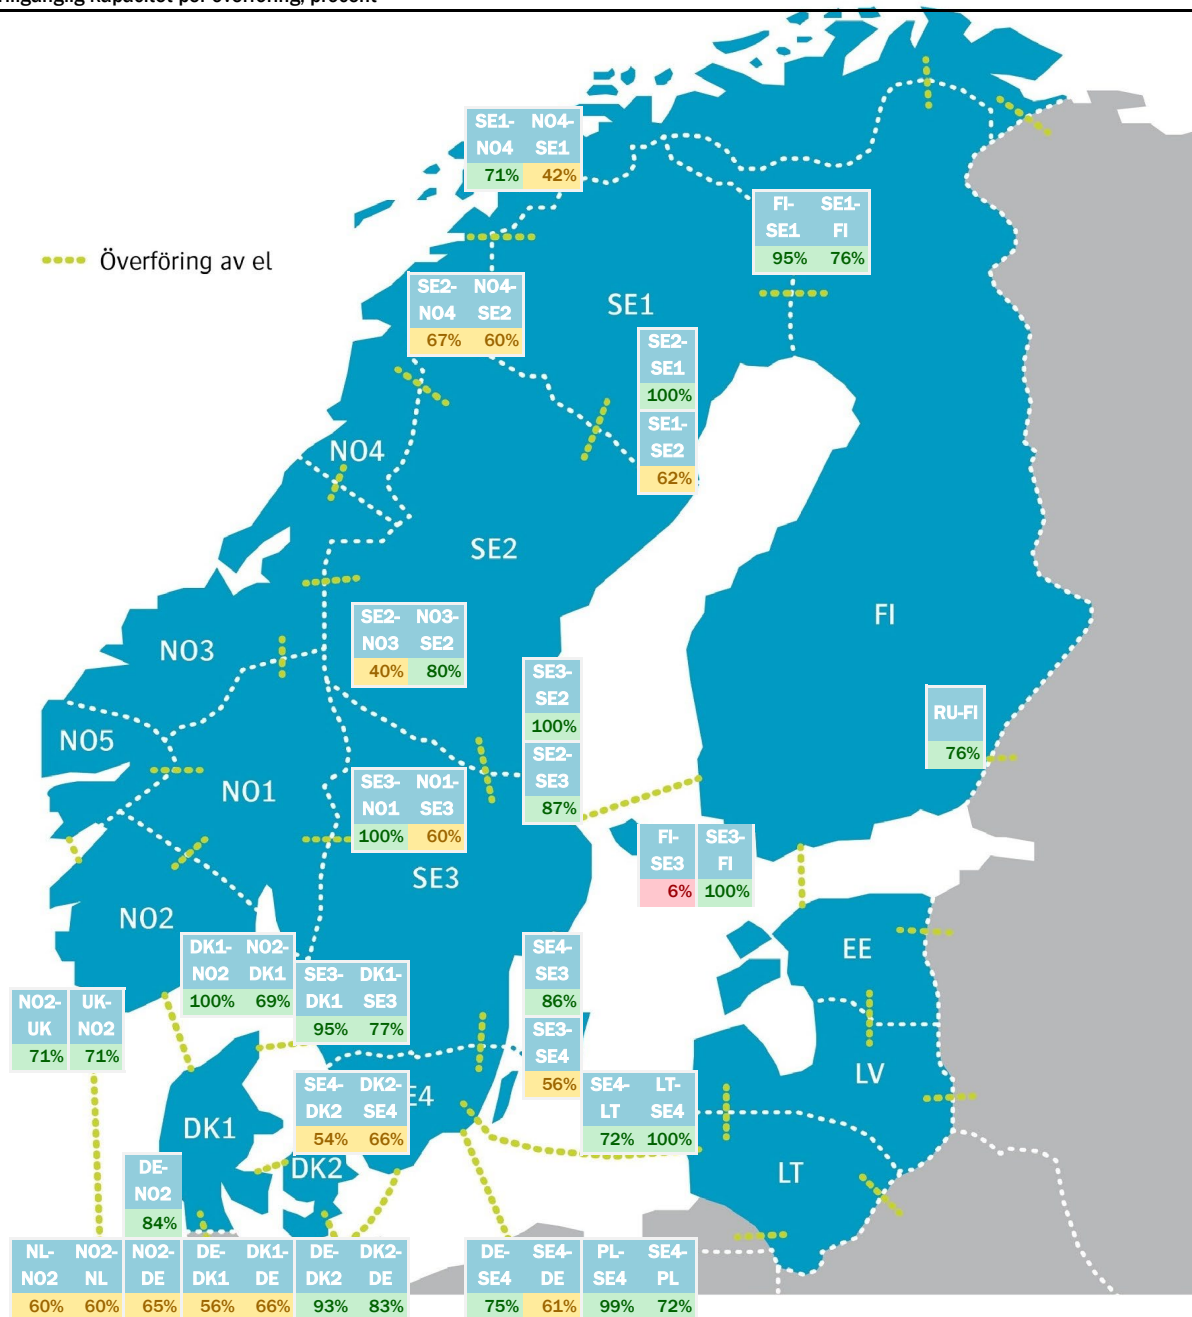 Tillgänglig kapacitet per överföring, procent
SE1- NO4-
NO4 SE1
71% 42%
FI- SE1-
SE1 FI
95% 76%
Överföring av el
SE2- NO4-
NO4 SE2
67% 60%
SE1
SE2-
SE1
100%
SE1-
SE2
62%
NO4
SE2
FI
SE2- NO3-
NO3 SE2
40% 80%
NO3
SE3-
SE2
100%
SE2-
SE3
87%
RU-FI
76%
NO5
NO1
SE3- NO1-
NO1 SE3
100% 60%
FI- SE3-
SE3 FI
6% 100%
SE3
NO2
DK1- NO2-
NO2 DK1
100% 69%
SE3- DK1-
DK1 SE3
95% 77%
SE4-
SE3
86%
SE3-
SE4
56%
EE
NO2- UK-
UK NO2
71% 71%
LV
SE4- DK2-
DK2 SE4
54% 66%
E4
SE4- LT-
LT SE4
72% 100%
DK1
DK2
LT
DE-
NO2
84%
NL- NO2- NO2- DE- DK1- DE- DK2- DE- SE4- PL- SE4-
NO2 NL DE DK1 DE DK2 DE SE4 DE SE4 PL
60% 60% 65% 56% 66% 93% 83% 75% 61% 99% 72%